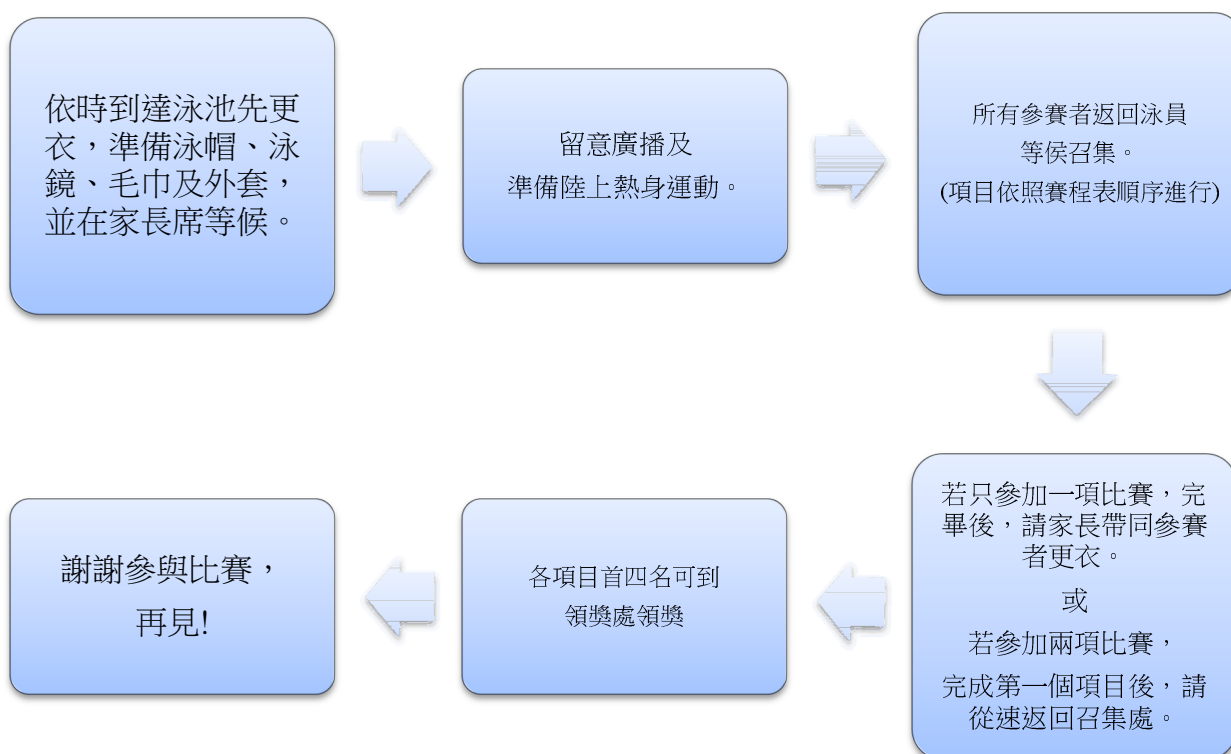 依時到達泳池先更
衣，準備泳帽、泳
鏡、毛巾及外套，
並在家長席等候。
留意廣播及
準備陸上熱身運動。
所有參賽者返回泳員
等侯召集。
(項目依照賽程表順序進行)
若只參加一項比賽，完
畢後，請家長帶同參賽
者更衣。
或
若參加兩項比賽，
完成第一個項目後，請
從速返回召集處。
各項目首四名可到
領獎處領獎
謝謝參與比賽，
再見!